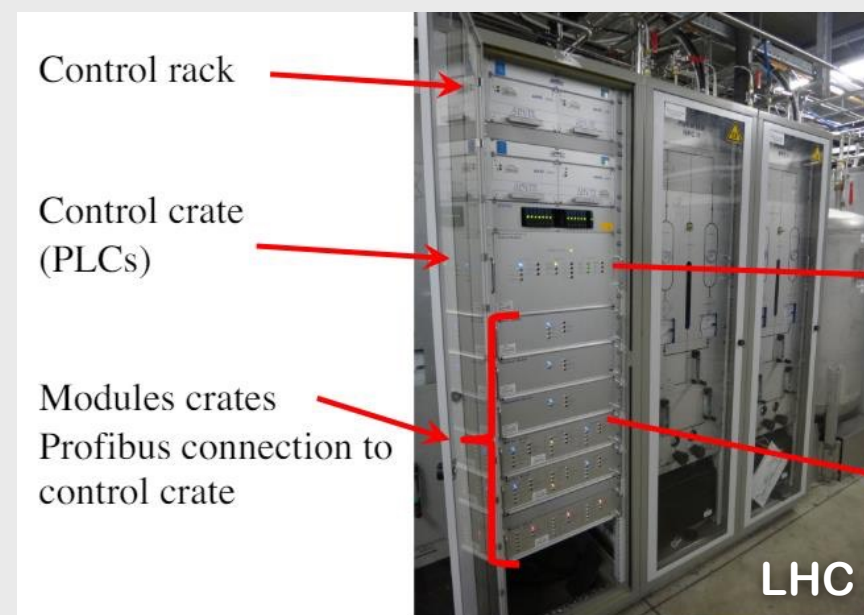 Control rack
Control crate
(PLCs)
Modules crates
Profibus connection to
control crate
LHC